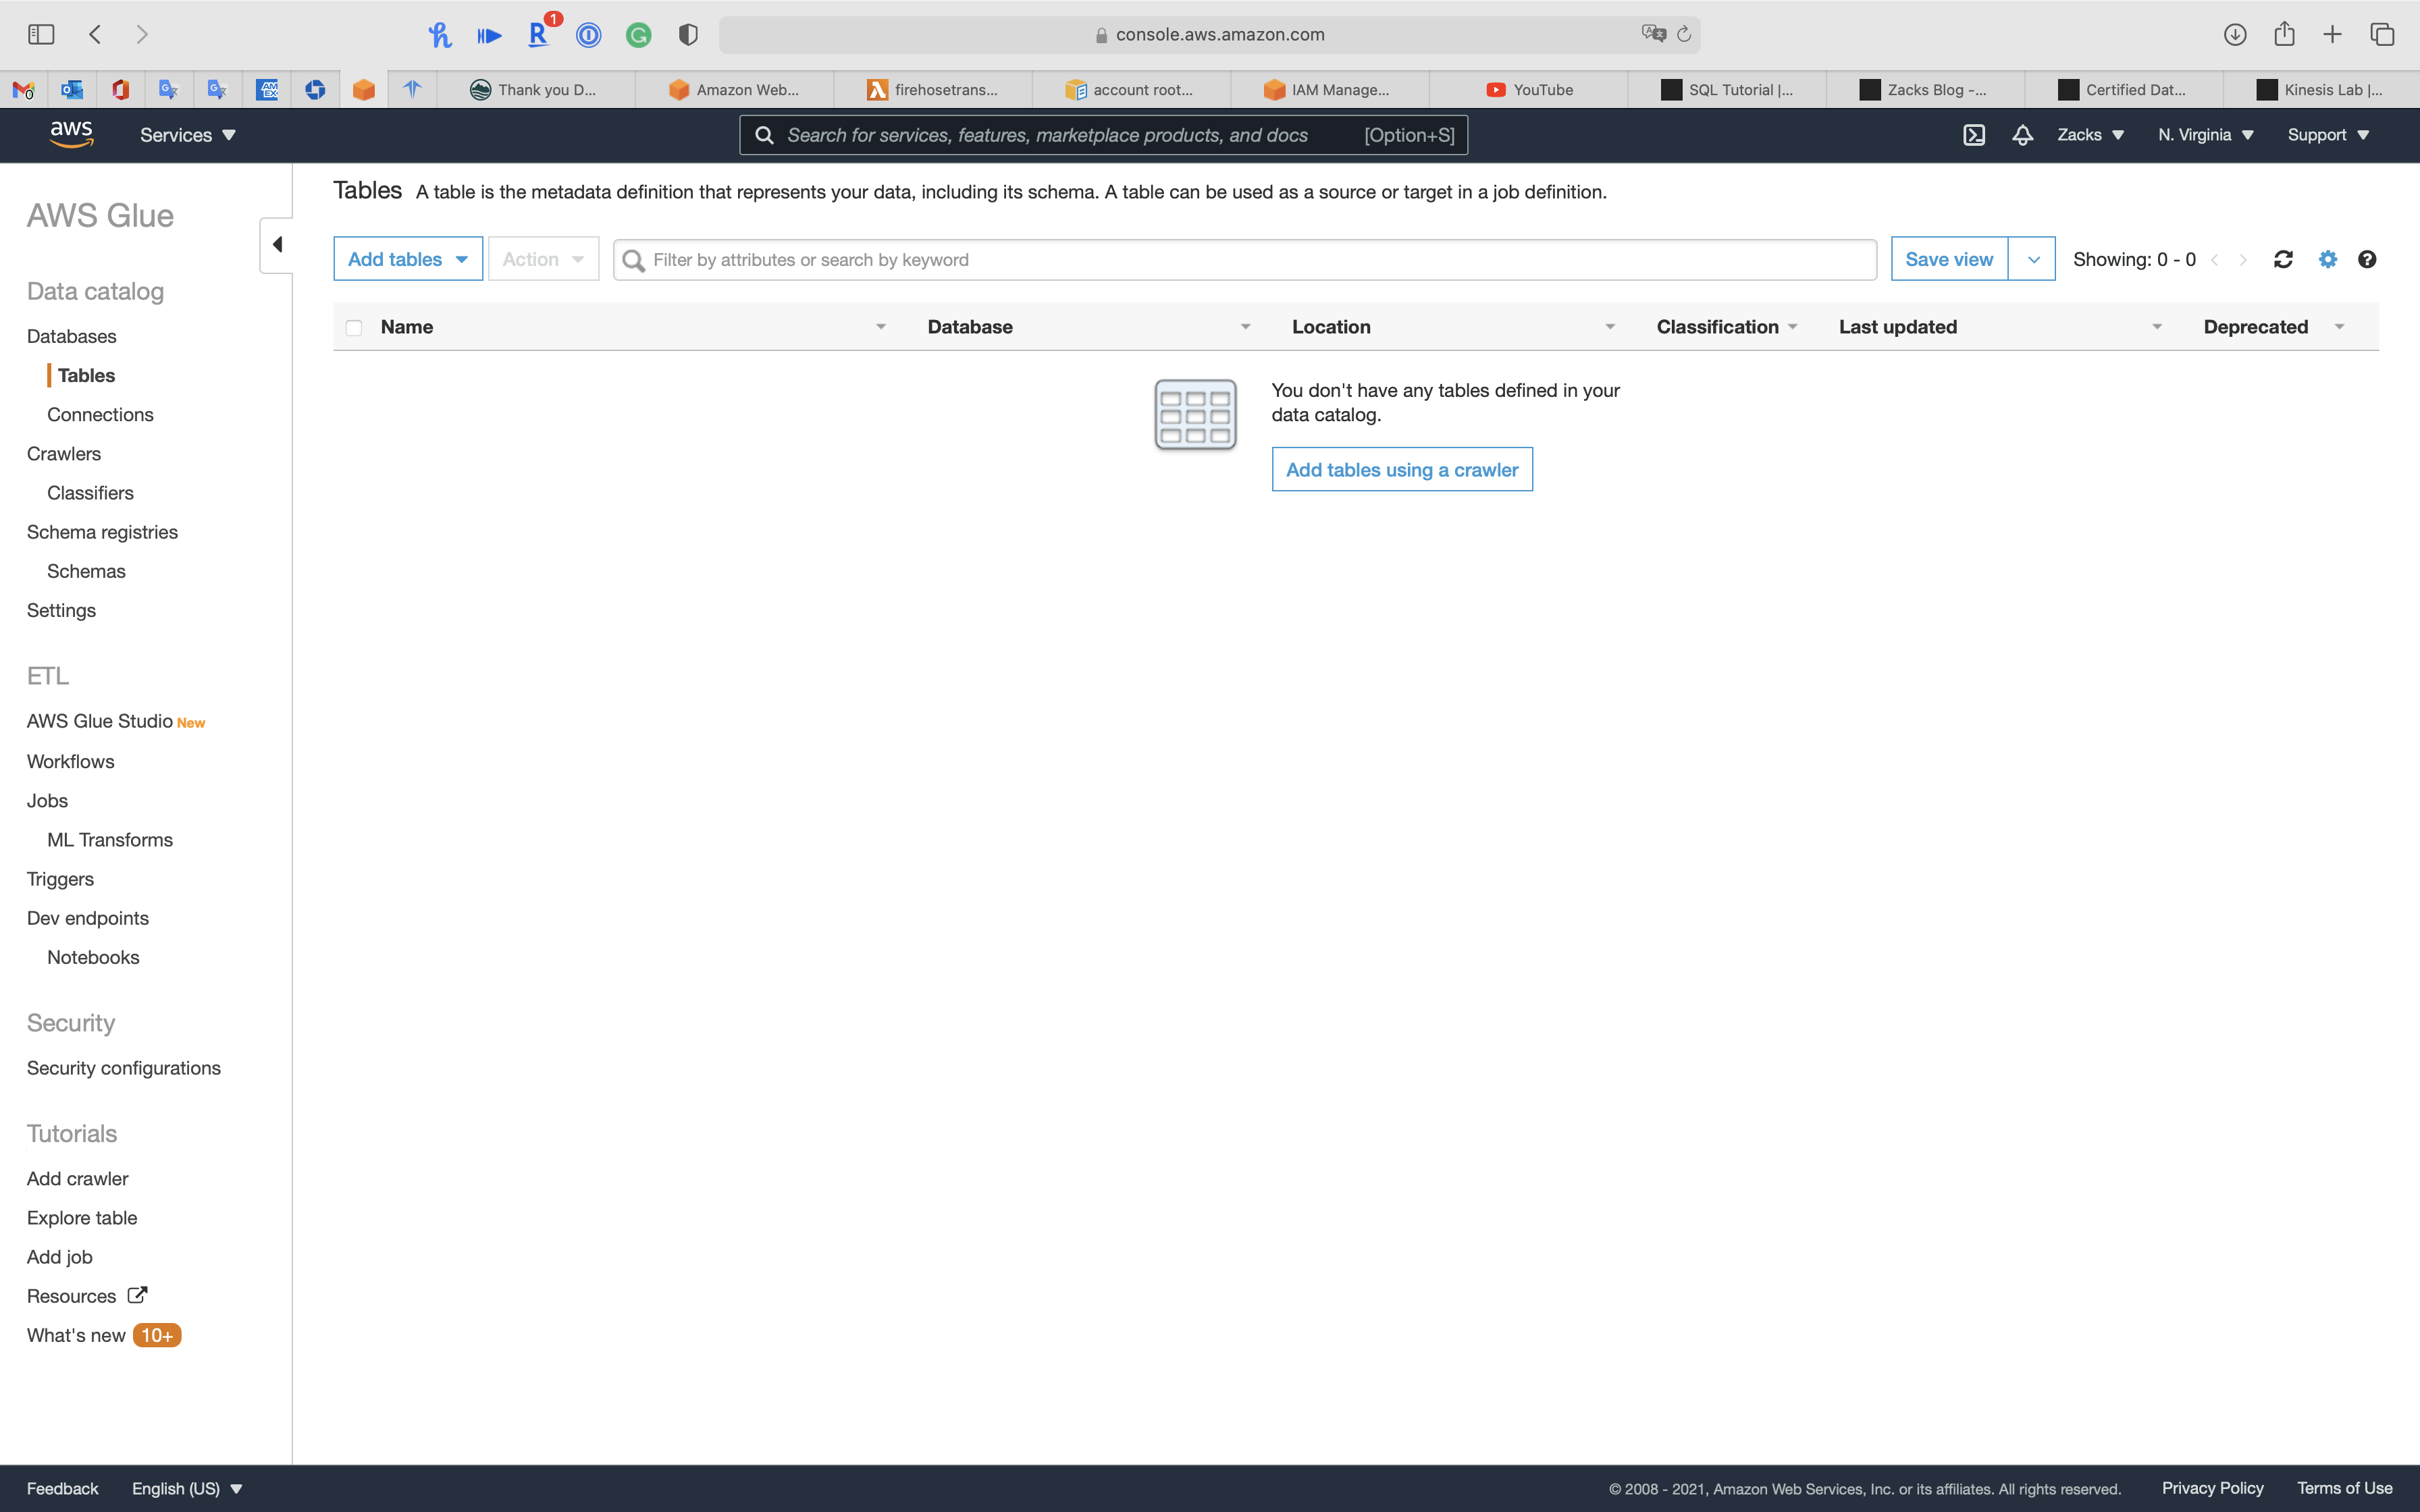 1
console.aws.amazon.com
0
AM
EX
Thank you D...
Amazon Web...
firehosetrans...
account root...
IAM Manage...
YouTube
SQL Tutorial |...
Zacks Blog -...
Certified Dat...
Kinesis Lab |...
aws
Services
Search for services, features, marketplace products, and docs
[Option+S]
Zacks
N. Virginia
Support
AWS Glue
Data catalog
Databases
Tables
Connections
Crawlers
Classifiers
Schema registries
Schemas
Settings
ETL
AWS Glue Studio New
Workflows
Jobs
ML Transforms
Triggers
Dev endpoints
Notebooks
Security
Security configurations
Tutorials
Add crawler
Explore table
Add job
Resources
What's new 10+
Tables A table is the metadata definition that represents your data, including its schema. A table can be used as a source or target in a job definition.
Add tables
Action
Filter by attributes or search by keyword
Save view
Showing: 0 - 0
Name
Database
Location
Classification
Last updated
Deprecated
You don't have any tables defined in your
data catalog.
Add tables using a crawler
Feedback
English (US)
© 2008 - 2021, Amazon Web Services, Inc. or its affiliates. All rights reserved.
Privacy Policy
Terms of Use